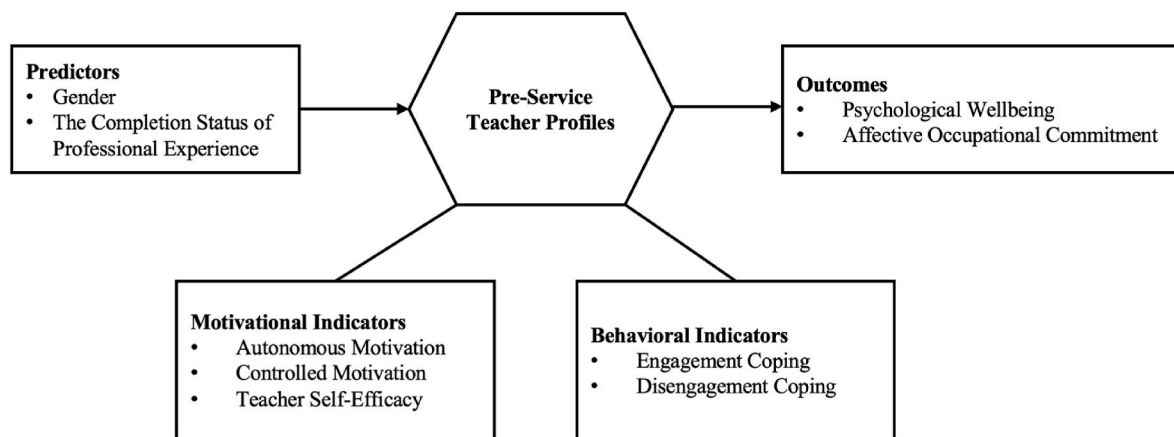 Predictors
• Gender
• The Completion Status of
Professional Experience
Pre-Service
Teacher Profiles
Outcomes
• Psychological Wellbeing
• Affective Occupational Commitment
Motivational Indicators
• Autonomous Motivation
• Controlled Motivation
• Teacher Self-Efficacy
Behavioral Indicators
• Engagement Coping
• Disengagement Coping